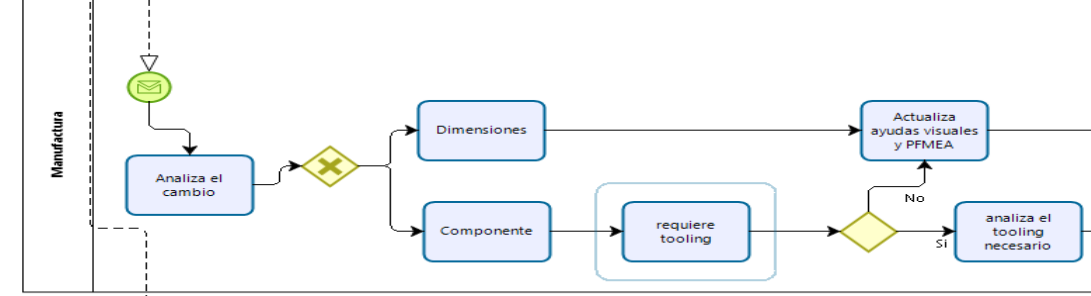 Manufactura
Analiza el
cambio
Dimensiones
Componente
requiere
tooling
Actualiza
ayudas visuales
y PFMEA
No
Si
analiza el
tooling
necesario